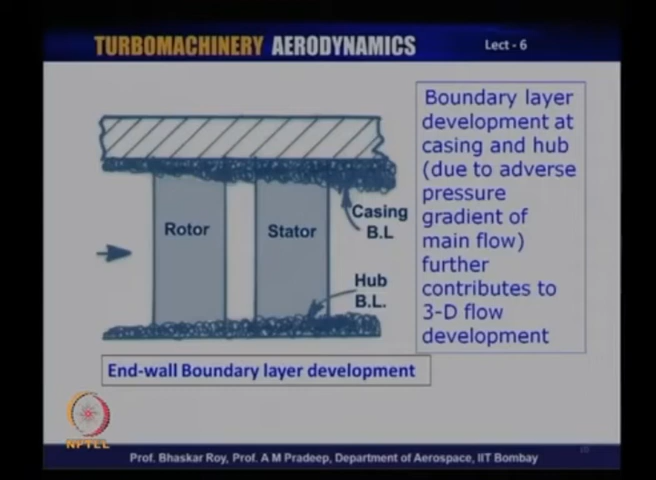 TURBOMACHINERY AERODYNAMICS
Lect - 6
Boundary layer
development at
casing and hub
(due to adverse
pressure
gradient of
main flow)
further
contributes to
3-D flow
development
Rotor
Stator
Casing
B.L
Hub
B.L.
End-wall Boundary layer development
NPTEL
Prof. Bhaskar Roy, Prof. A M Pradeep, Department of Aerospace, IIT Bombay